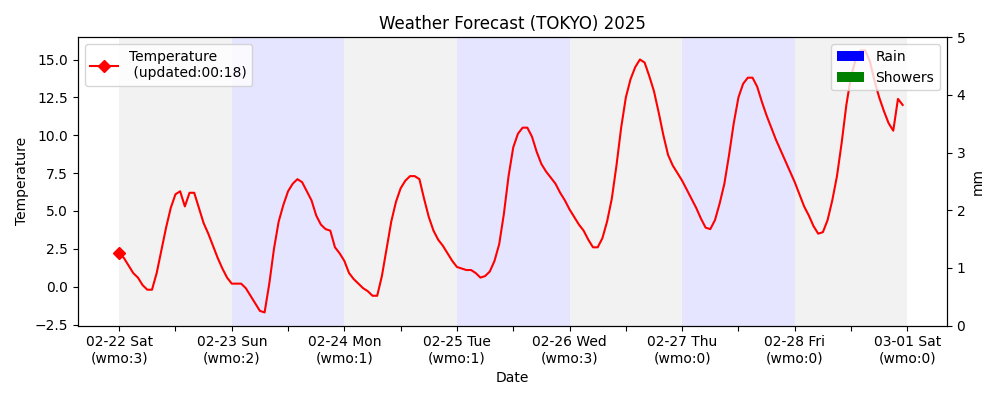 Weather Forecast (TOKYO) 2025
Temperature
(updated:00:18)
Rain
Showers
15.0
12.5
10.0
7.5
5.0
2.5
0.0
−2.5
Temperature
5
4
3
2
1
0
mm
02-22 Sat
(wmo:3)
02-23 Sun
(wmo:2)
02-24 Mon
(wmo:1)
02-25 Tue
(wmo:1)
02-26 Wed
(wmo:3)
02-27 Thu
(wmo:0)
02-28 Fri
(wmo:0)
03-01 Sat
(wmo:0)
Date